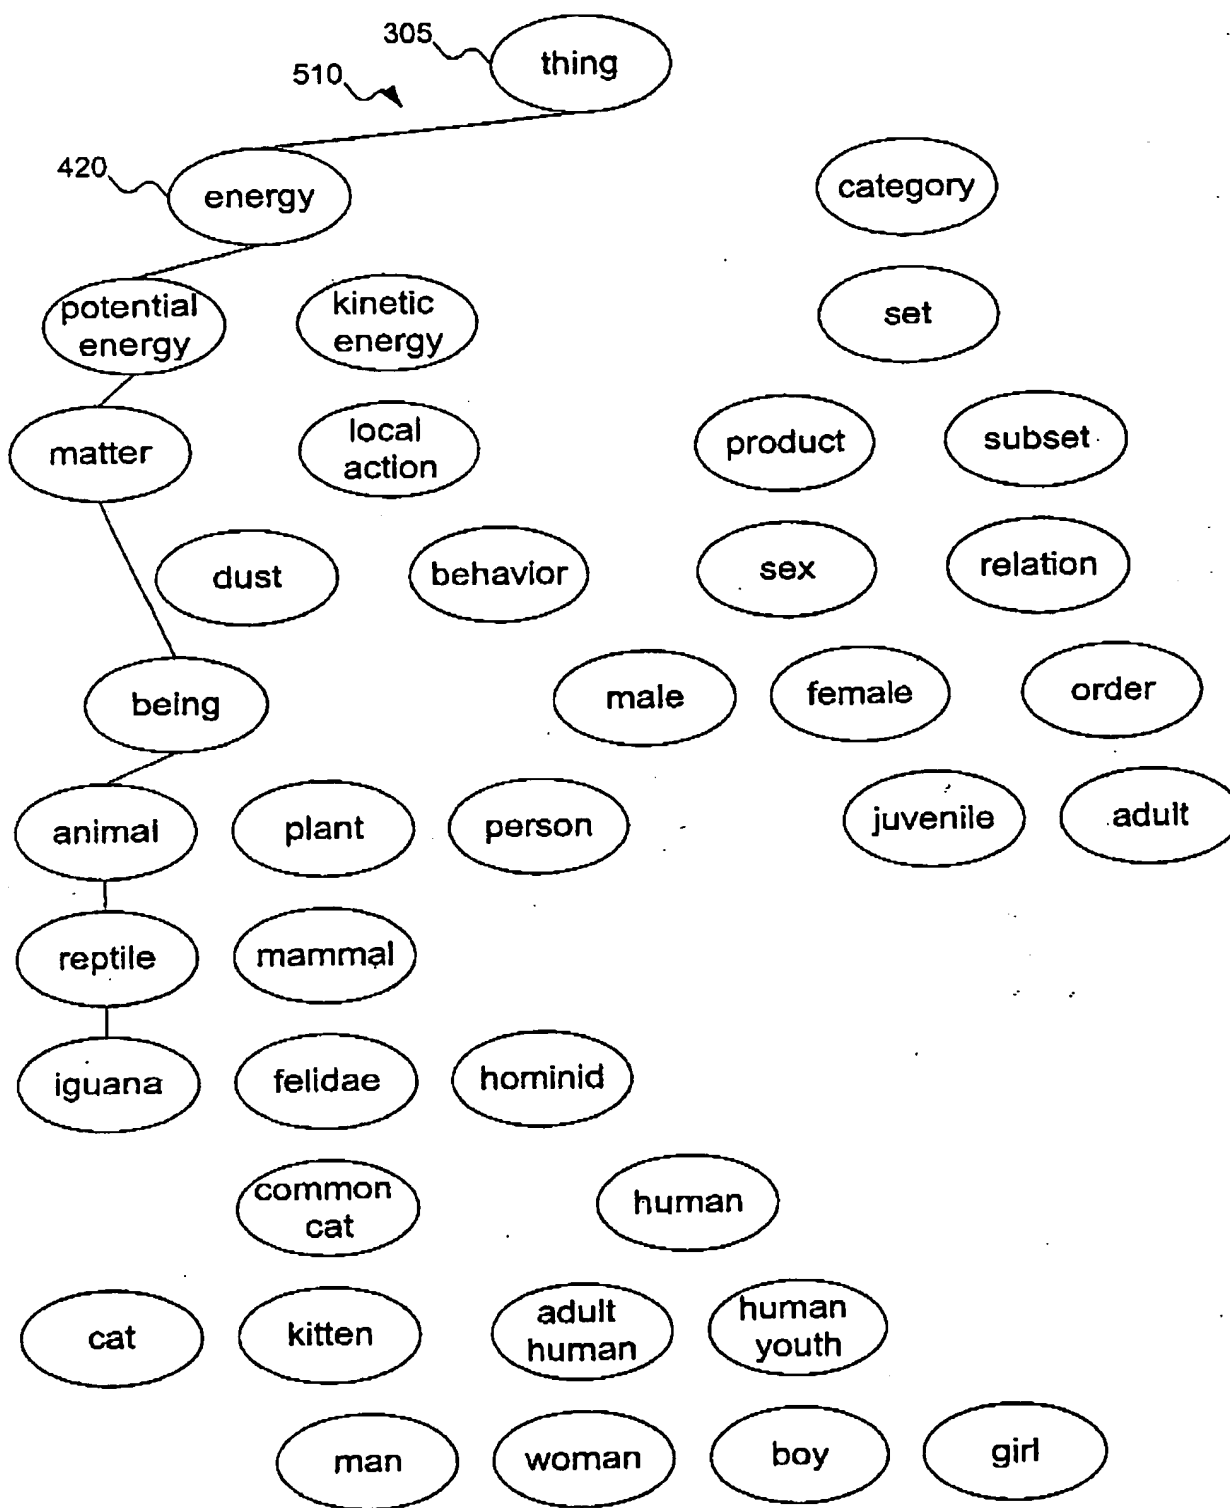 305
thing
510
420
energy
category
potential
energy
kinetic
energy
set
matter
local
action
product
subset
dust
behavior
sex
relation
being
male
female
order
animal
plant
person
juvenile
adult
reptile
mammal
iguana
felidae
hominid
common
cat
human
cat
kitten
adult
human
human
youth
man
woman
boy
girl